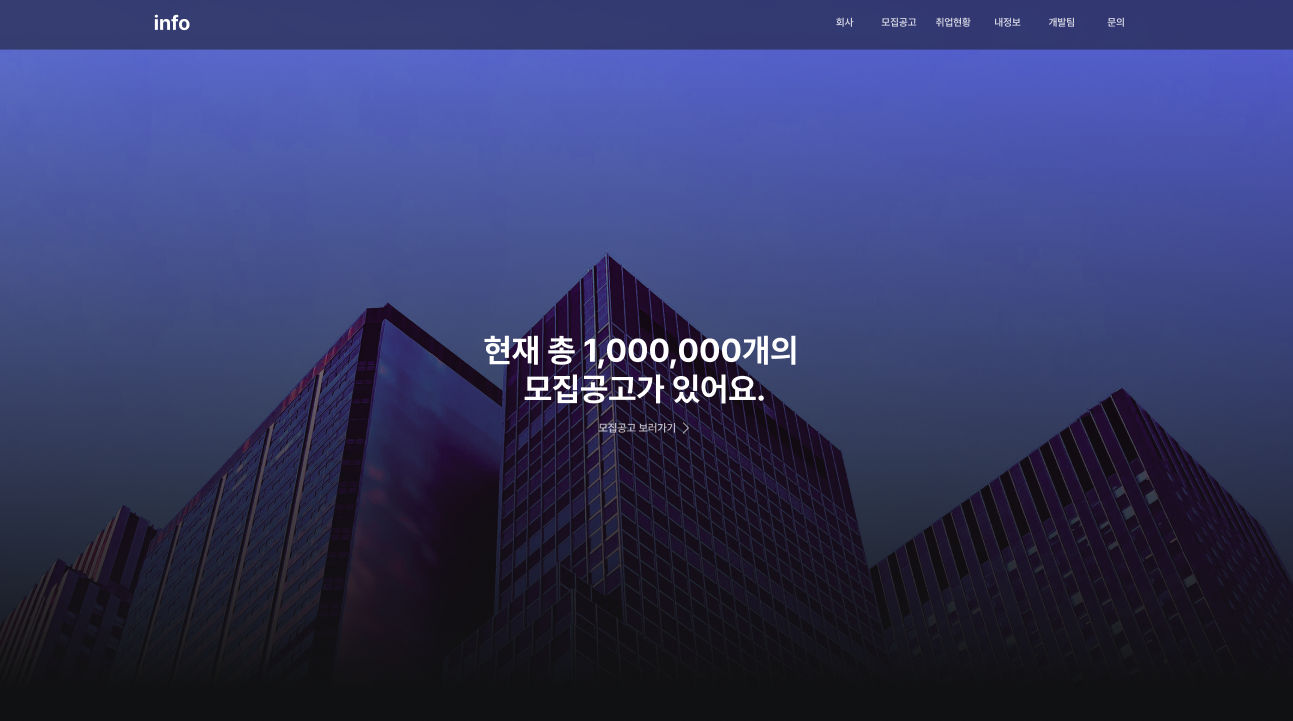 info
회사 모집공고 취업현황 내정보 개발팀 문의
현재 총 1,000,000개의
모집공고가 있어요.
모집공고 보러가기